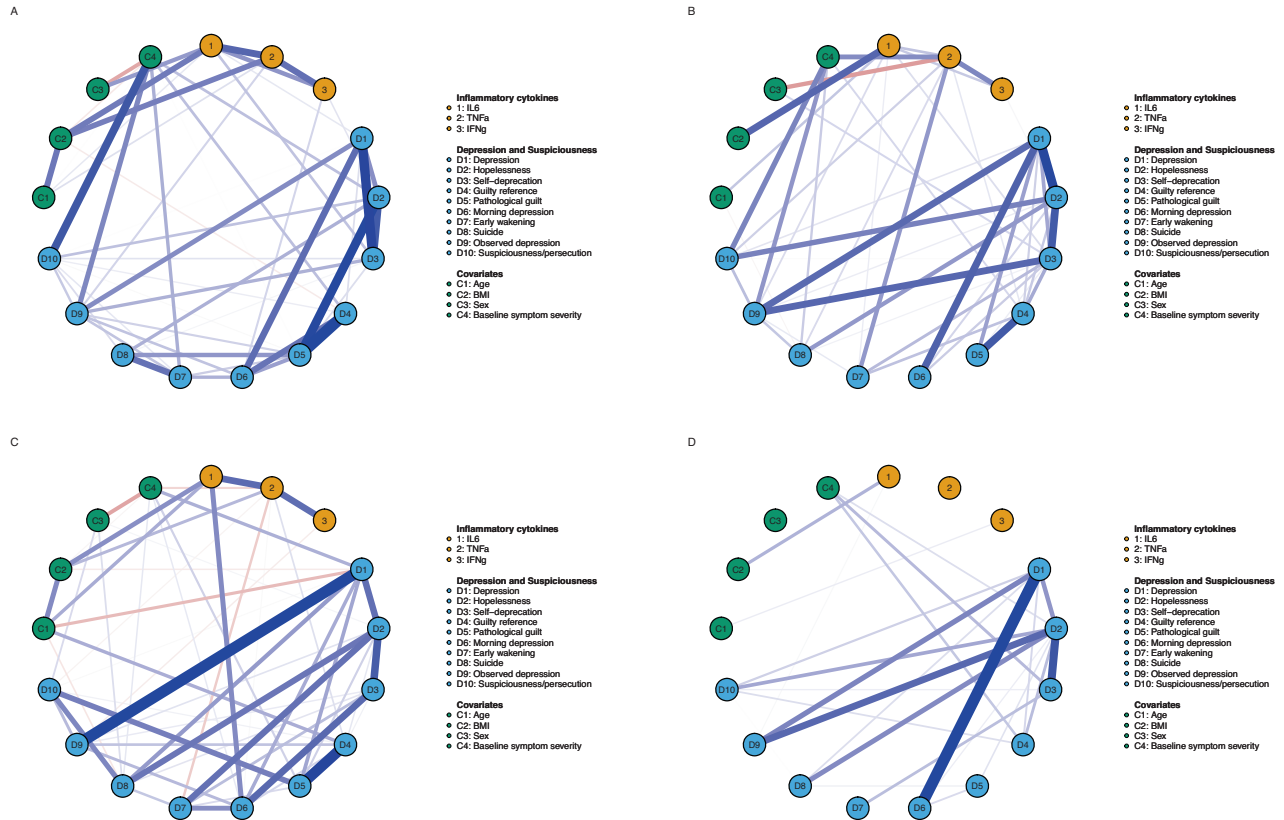 A
C4
1
2
C3
3
C2
D1
C1
D2
D10
D3
D9
D4
D8
D5
D7
D6
Inflammatory cytokines
1: IL6
2: TNFa
3: IFNg
Depression and Suspiciousness
D1: Depression
D2: Hopelessness
D3: Self−deprecation
D4: Guilty reference
D5: Pathological guilt
D6: Morning depression
D7: Early wakening
D8: Suicide
D9: Observed depression
D10: Suspiciousness/persecution
Covariates
C1: Age
C2: BMI
C3: Sex
C4: Baseline symptom severity
B
C4
1
2
C3
3
C2
D1
C1
D2
D10
D3
D9
D4
D8
D5
D7
D6
Inflammatory cytokines
1: IL6
2: TNFa
3: IFNg
Depression and Suspiciousness
D1: Depression
D2: Hopelessness
D3: Self−deprecation
D4: Guilty reference
D5: Pathological guilt
D6: Morning depression
D7: Early wakening
D8: Suicide
D9: Observed depression
D10: Suspiciousness/persecution
Covariates
C1: Age
C2: BMI
C3: Sex
C4: Baseline symptom severity
C
C4
1
2
C3
3
C2
D1
C1
D2
D10
D3
D9
D4
D8
D5
D7
D6
Inflammatory cytokines
1: IL6
2: TNFa
3: IFNg
Depression and Suspiciousness
D1: Depression
D2: Hopelessness
D3: Self−deprecation
D4: Guilty reference
D5: Pathological guilt
D6: Morning depression
D7: Early wakening
D8: Suicide
D9: Observed depression
D10: Suspiciousness/persecution
Covariates
C1: Age
C2: BMI
C3: Sex
C4: Baseline symptom severity
D
C4
1
2
C3
3
C2
D1
C1
D2
D10
D3
D9
D4
D8
D5
D7
D6
Inflammatory cytokines
1: IL6
2: TNFa
3: IFNg
Depression and Suspiciousness
D1: Depression
D2: Hopelessness
D3: Self−deprecation
D4: Guilty reference
D5: Pathological guilt
D6: Morning depression
D7: Early wakening
D8: Suicide
D9: Observed depression
D10: Suspiciousness/persecution
Covariates
C1: Age
C2: BMI
C3: Sex
C4: Baseline symptom severity